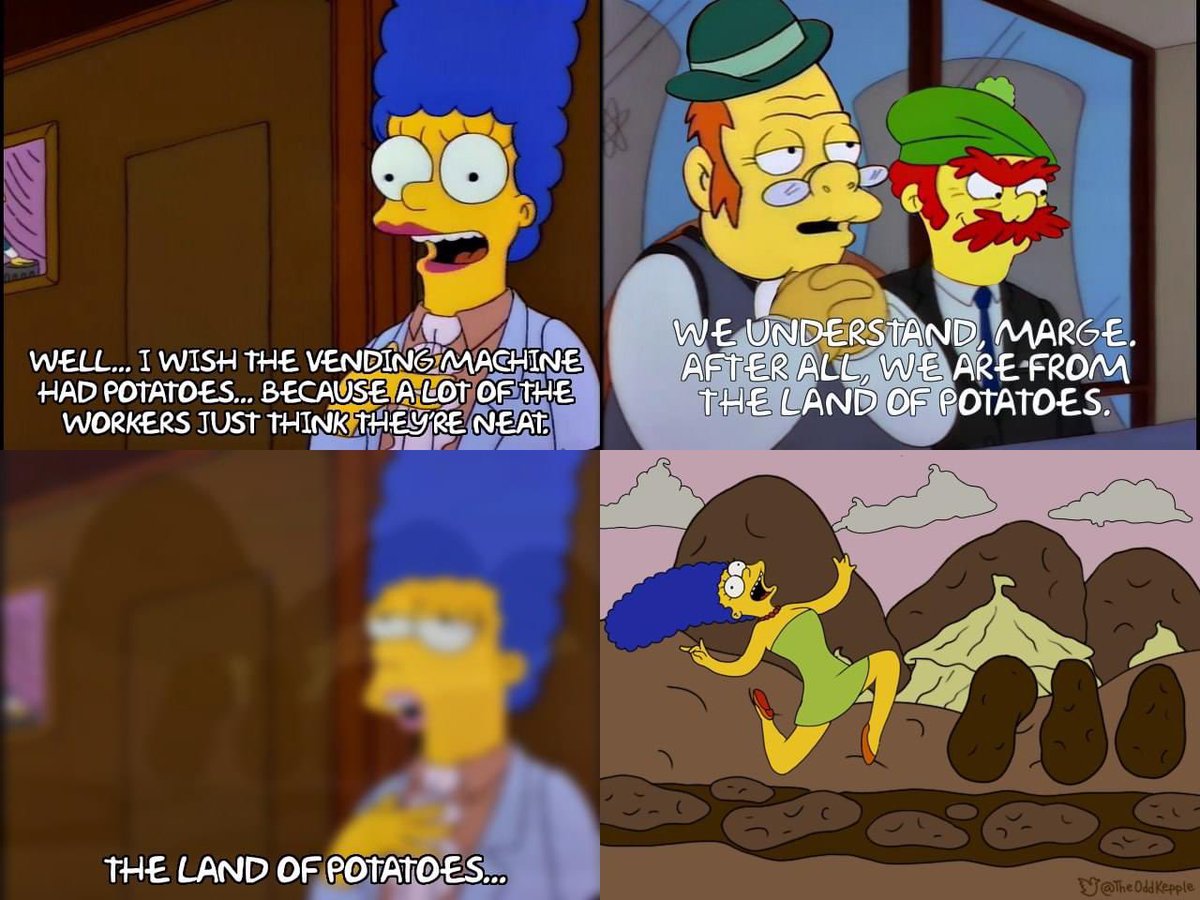 WELL... I WISH THE VENDING MACHINE
HAD POTATOES... BECAUSE A LOT OF THE
WORKERS JUST THINK THEY'RE NEAT.
WE UNDERSTAND, MARGE.
AFTER ALL, WE ARE FROM
THE LAND OF POTATOES.
THE LAND OF POTATOES...
@TheOddKepple